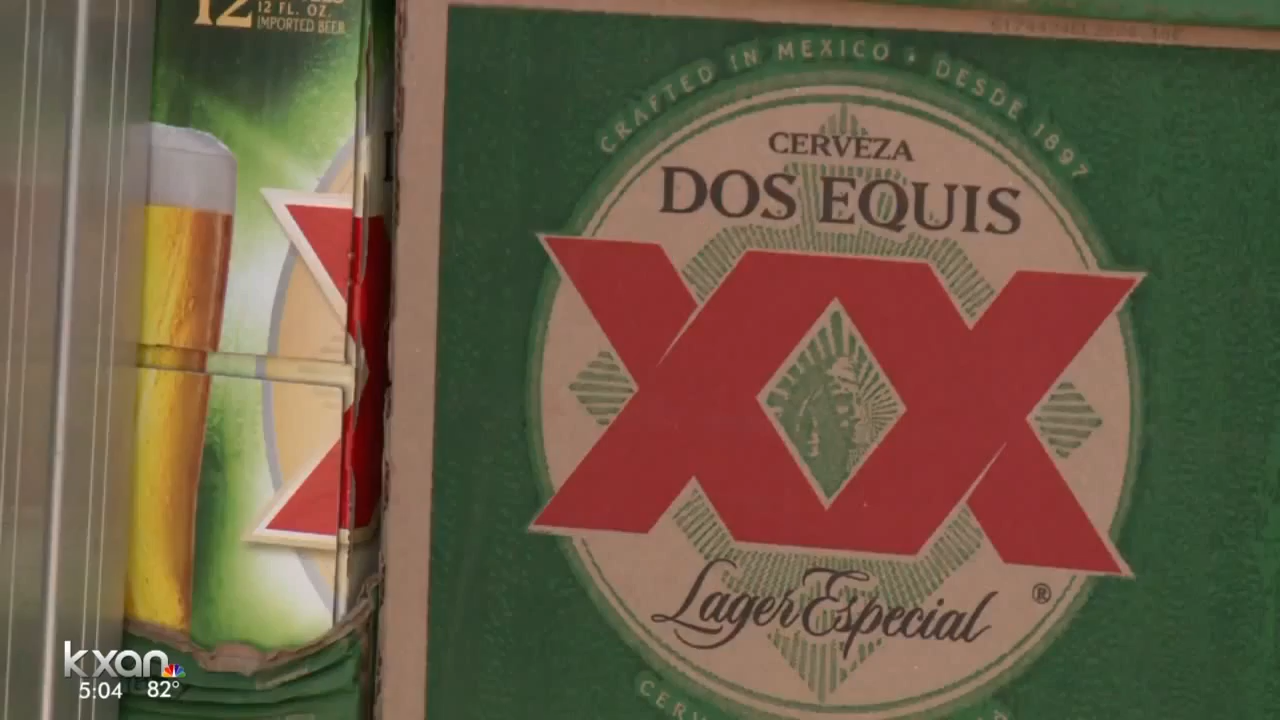 12
12 FL. OZ.
IMPORTED BEER
CRAFTED IN MEXICO • DESDE 1897
CERVEZA
DOS EQUIS
XX
Lager Especial
®
kxan
5:04 82°